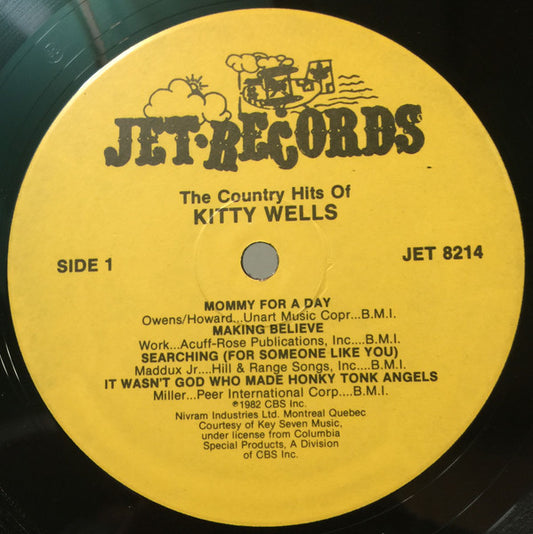 JET·RECORDS
The Country Hits Of
KITTY WELLS
SIDE 1
JET 8214
MOMMY FOR A DAY
Owens/Howard...Unart Music Copr...B.M.I.
MAKING BELIEVE
Work...Acuff-Rose Publications, Inc....B.M.I.
SEARCHING (FOR SOMEONE LIKE YOU)
Maddux Jr....Hill & Range Songs, Inc....B.M.I.
IT WASN'T GOD WHO MADE HONKY TONK ANGELS
Miller...Peer International Corp....B.M.I.
℗1982 CBS Inc.
Nivram Industries Ltd. Montreal Quebec
Courtesy of Key Seven Music,
under license from Columbia
Special Products, A Division
of CBS Inc.